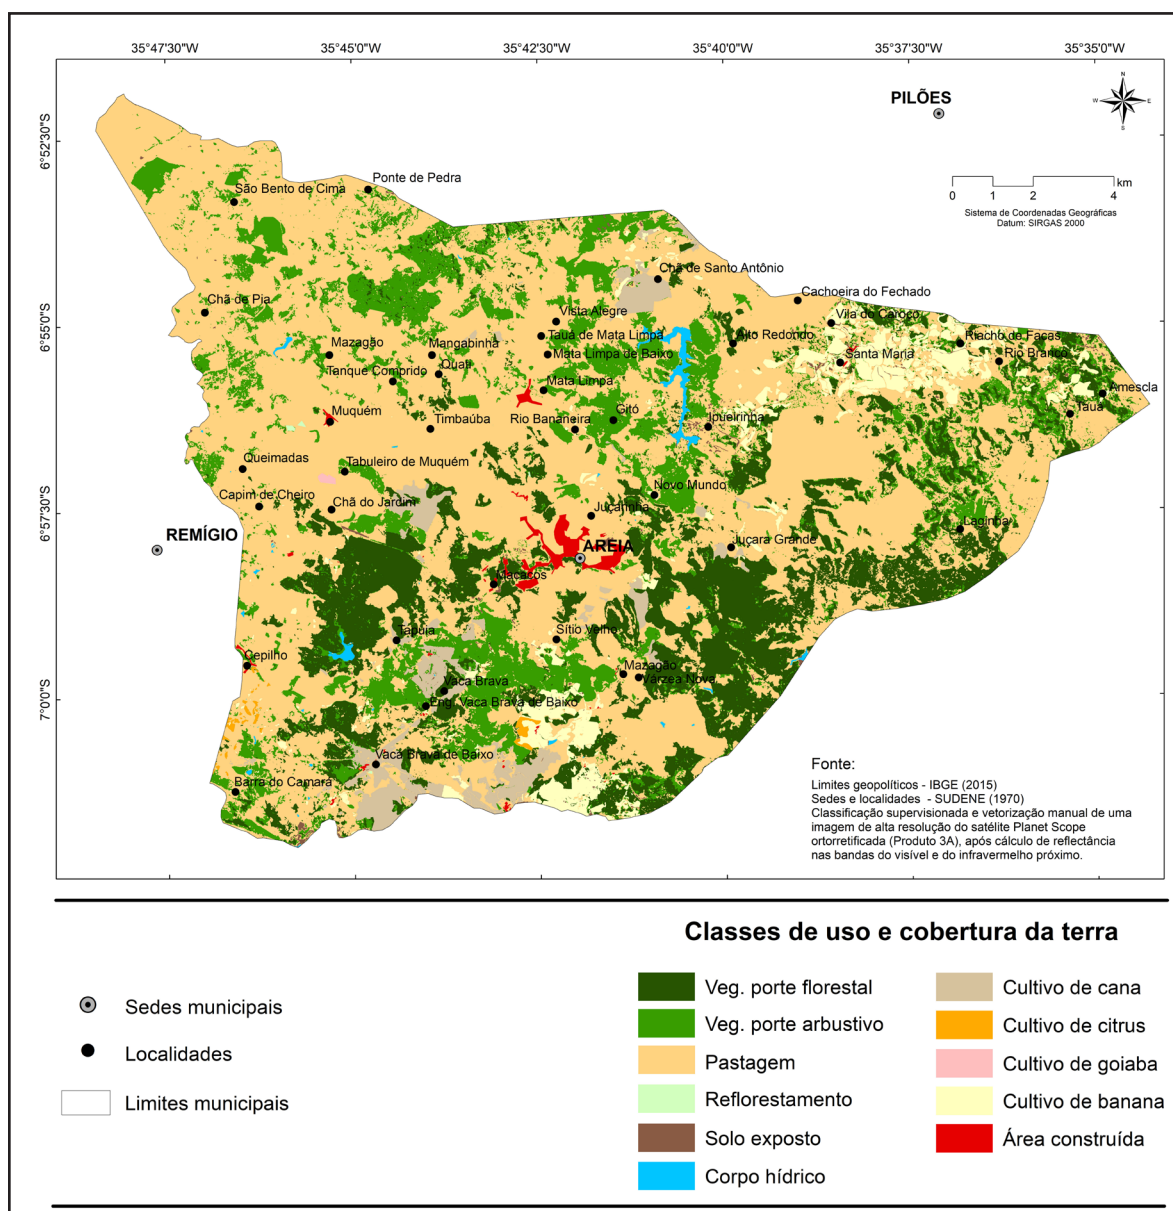 35°47'30"W 35°45'0"W 35°42'30"W 35°40'0"W 35°37'30"W 35°35'0"W
6°52'30"S
6°55'0"S
6°57'30"S
7°0'0"S
PILÕES
N
W E
S
0 1 2 4 km
Sistema de Coordenadas Geográficas
Datum: SIRGAS 2000
Ponte de Pedra
São Bento de Cima
Chã de Santo Antônio
Cachoeira do Fechado
Chã de Pia
Vista Alegre
Vila do Caroço
Tauá de Mata Limpa
Alto Redondo
Riacho de Facas
Mazagão
Mangabinha
Mata Limpa de Baixo
Santa Maria
Rio Branco
Quati
Tanque Comprido
Mata Limpa
Amescla
Muquém
Timbaúba
Rio Bananeira
Gitó
Ipueirinha
Tauá
Queimadas
Tabuleiro de Muquém
Novo Mundo
Capim de Cheiro
Chã do Jardim
Juçarinha
Laginha
REMÍGIO
AREIA
Juçara Grande
Macacos
Tapuia
Sítio Velho
Cepilho
Mazagão
Várzea Nova
Vaca Brava
Eng. Vaca Brava de Baixo
Vaca Brava de Baixo
Barra do Camará
Fonte:
Limites geopolíticos - IBGE (2015)
Sedes e localidades - SUDENE (1970)
Classificação supervisionada e vetorização manual de uma
imagem de alta resolução do satélite Planet Scope
ortorretificada (Produto 3A), após cálculo de reflectância
nas bandas do visível e do infravermelho próximo.
Classes de uso e cobertura da terra
Sedes municipais
Localidades
Limites municipais
Veg. porte florestal
Veg. porte arbustivo
Pastagem
Reflorestamento
Solo exposto
Corpo hídrico
Cultivo de cana
Cultivo de citrus
Cultivo de goiaba
Cultivo de banana
Área construída